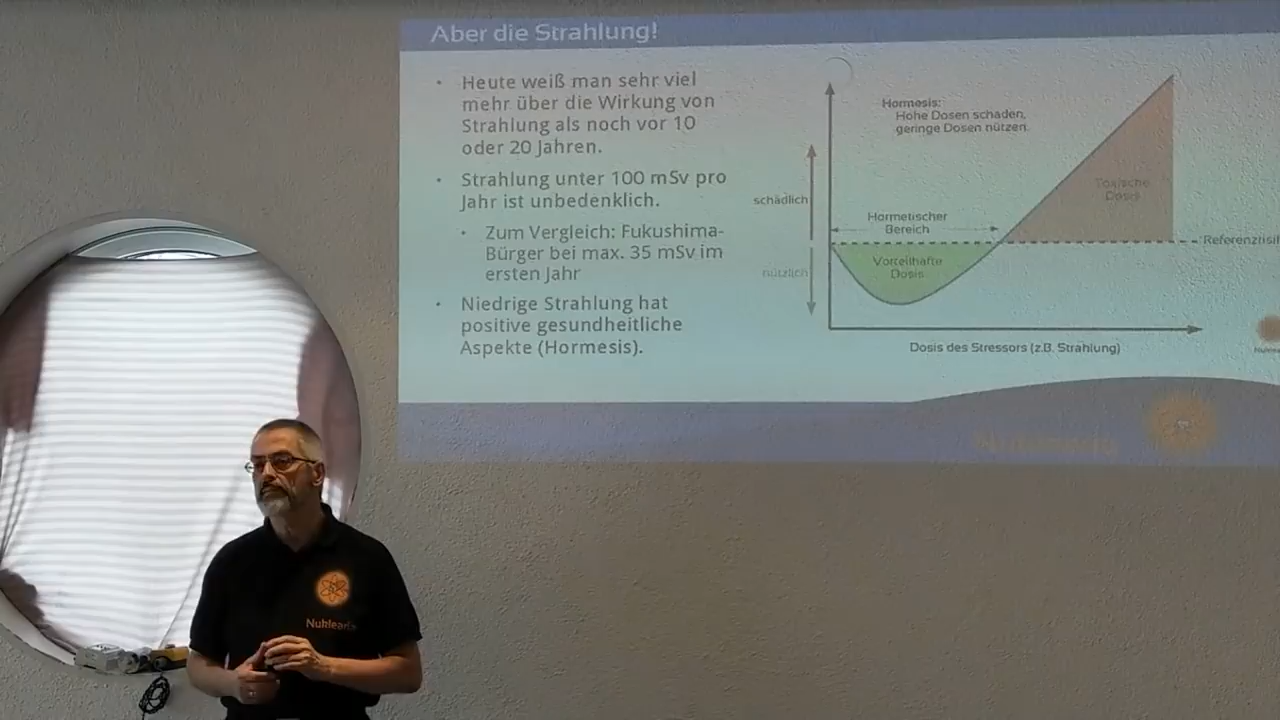 Aber die Strahlung!
• Heute weiß man sehr viel
mehr über die Wirkung von
Strahlung als noch vor 10
oder 20 Jahren.
• Strahlung unter 100 mSv pro
Jahr ist unbedenklich.
• Zum Vergleich: Fukushima-
Bürger bei max. 35 mSv im
ersten Jahr
• Niedrige Strahlung hat
positive gesundheitliche
Aspekte (Hormesis).
Hormesis:
Hohe Dosen schaden,
geringe Dosen nützen.
schädlich
nützlich
Hormetischer
Bereich
Vorteilhafte
Dosis
Toxische
Dosis
Dosis des Stressors (z.B. Strahlung)